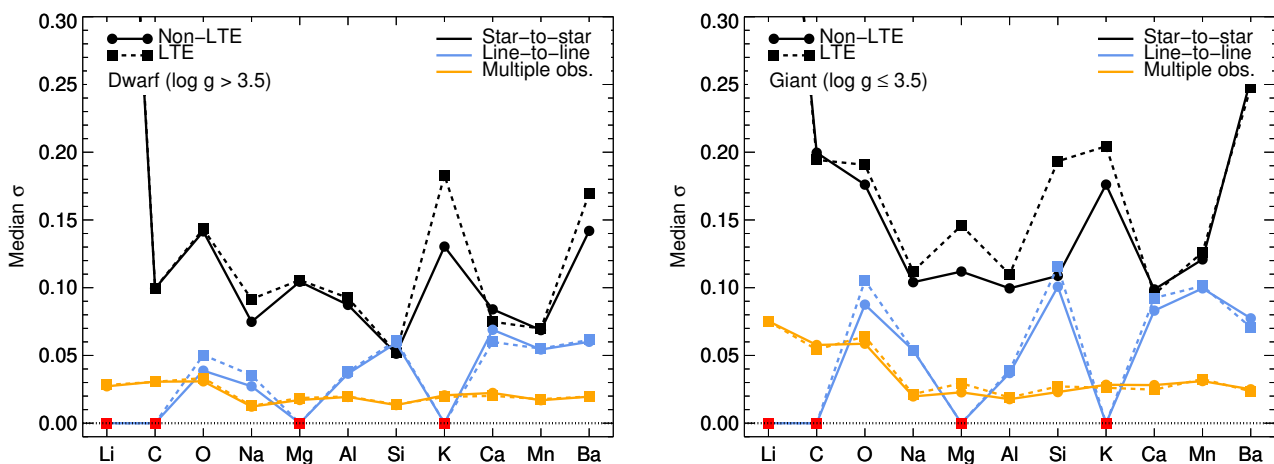 0.30
0.25
0.20
0.15
0.10
0.05
0.00
Median σ
Non−LTE
LTE
Dwarf (log g > 3.5)
Star−to−star
Line−to−line
Multiple obs.
Li C O Na Mg Al Si K Ca Mn Ba
0.30
0.25
0.20
0.15
0.10
0.05
0.00
Median σ
Non−LTE
LTE
Giant (log g ≤ 3.5)
Star−to−star
Line−to−line
Multiple obs.
Li C O Na Mg Al Si K Ca Mn Ba